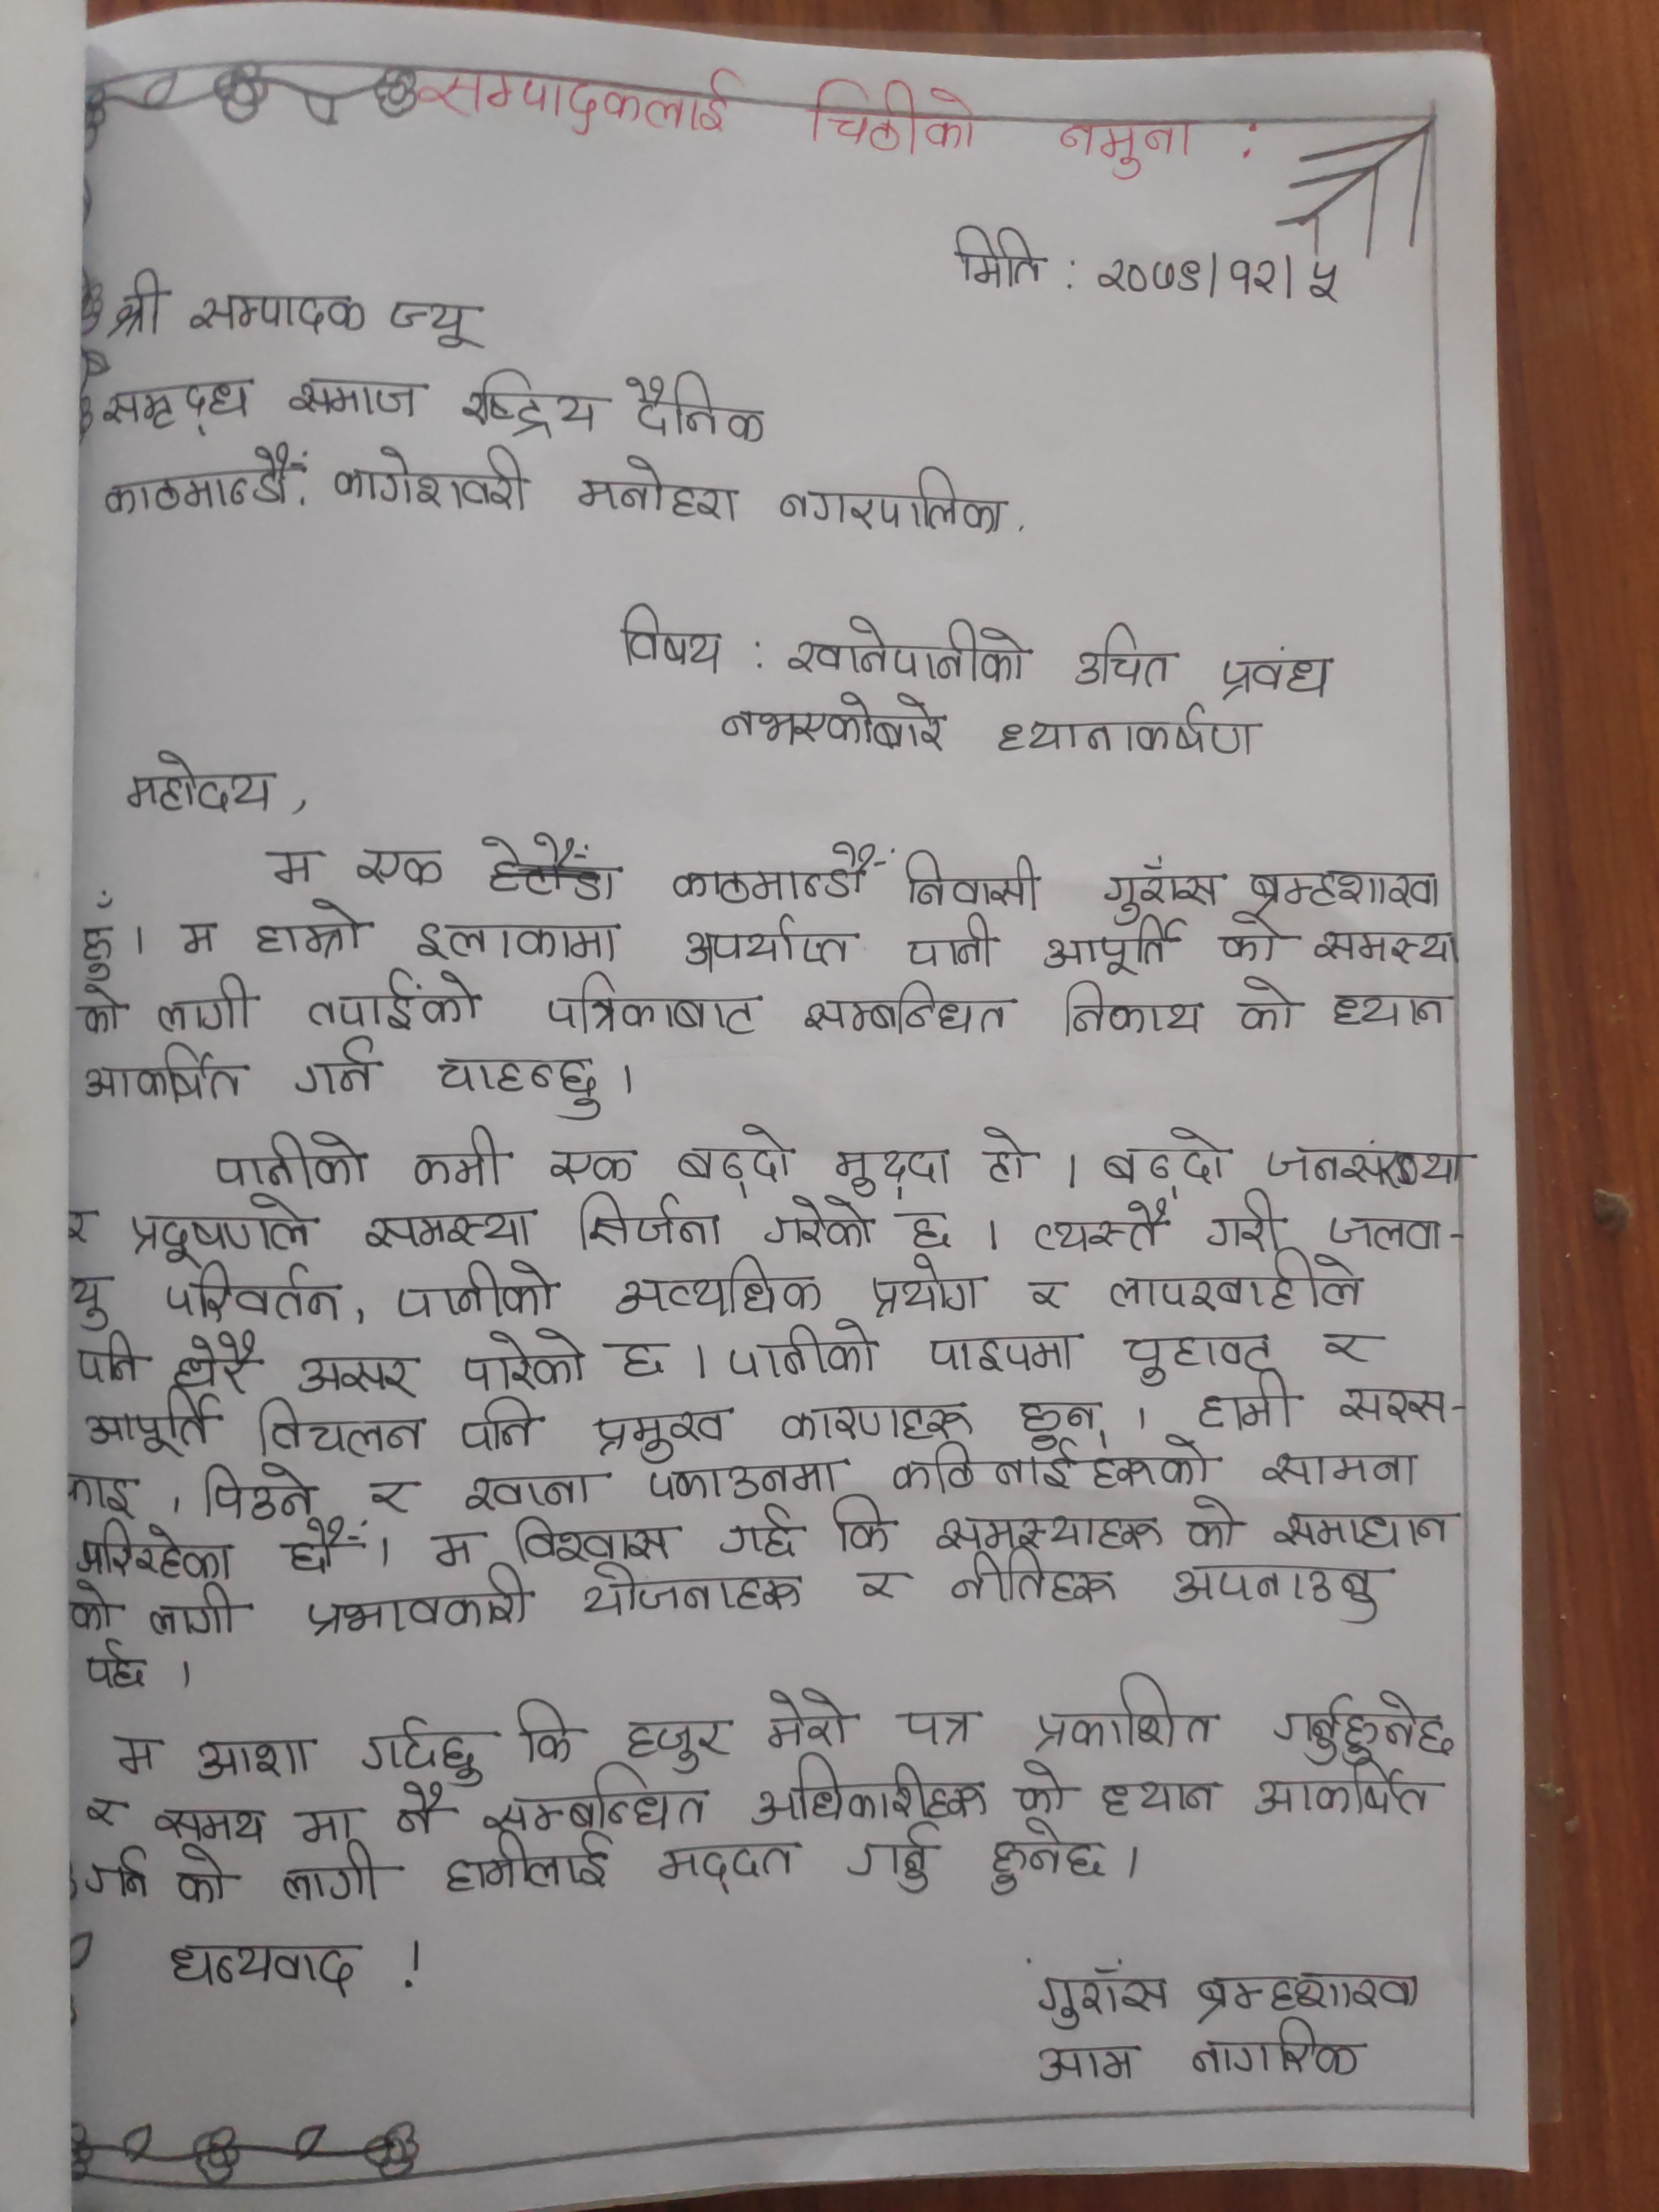 सम्पादकलाई चिठीको नमुना :
मिति : २०७९।१२।५
श्री सम्पादक ज्यू
समृद्ध समाज राष्ट्रिय दैनिक
काठमान्डौं, कागेशवरी मनोहरा नगरपालिका.
विषय : खानेपानीको उचित प्रवंध
नभएकोबारे ध्यानाकर्षण
महोदय,
म एक हेटौंडा काठमान्डौं निवासी गुराँस ब्रम्हशाखा
हुँ । म हाम्रो इलाकामा अपर्याप्त पानी आपूर्ति को समस्या
को लागी तपाईंको पत्रिकाबाट सम्बन्धित निकाय को ध्यान
आकर्षित गर्न चाहन्छु ।
पानीको कमी एक बढ्दो मुद्दा हो । बढ्दो जनसंख्या
र प्रदूषणले समस्या सिर्जना गरेको छ । त्यस्तै गरी जलवा-
यु परिवर्तन, पानीको अत्यधिक प्रयोग र लापरबाहीले
पनि धेरै असर पारेको छ । पानीको पाइपमा चुहावट र
आपूर्ति विचलन पनि प्रमुख कारणहरू हुन् । हामी सरस-
काइ, पिउने र खाना पकाउनमा कठिनाईहरूको सामना
गरिरहेका छौं । म विश्वास गर्छ कि समस्याहरू को समाधान
को लागी प्रभावकारी योजनाहरू र नीतिहरू अपनाउनु
पर्छ ।
म आशा गर्दछु कि हजुर मेरो पत्र प्रकाशित गर्नुहुनेछ
र समय मा नै सम्बन्धित अधिकारीहरू को ध्यान आकर्षित
गर्न को लागी हामीलाई मद्दत गर्नु हुनेछ ।
धन्यवाद !
गुराँस ब्रम्हशाखा
आम नागरिक